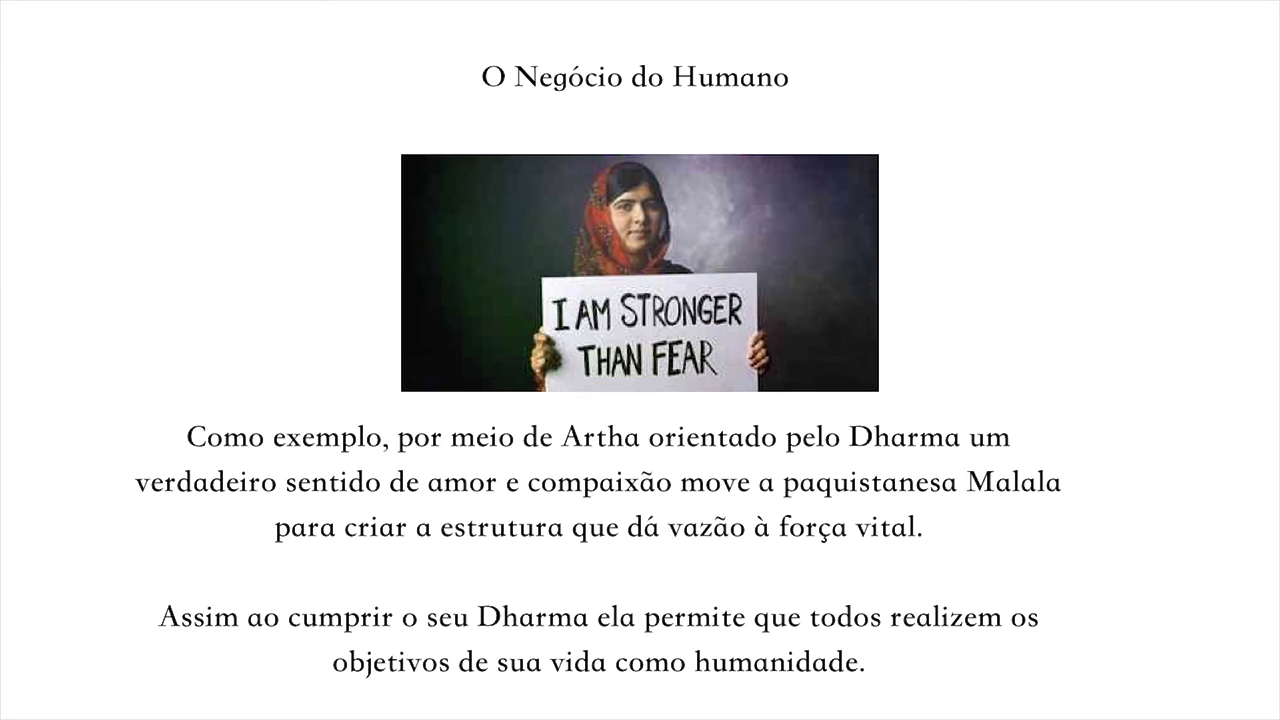 O Negócio do Humano
I AM STRONGER
THAN FEAR
Como exemplo, por meio de Artha orientado pelo Dharma um
verdadeiro sentido de amor e compaixão move a paquistanesa Malala
para criar a estrutura que dá vazão à força vital.
Assim ao cumprir o seu Dharma ela permite que todos realizem os
objetivos de sua vida como humanidade.